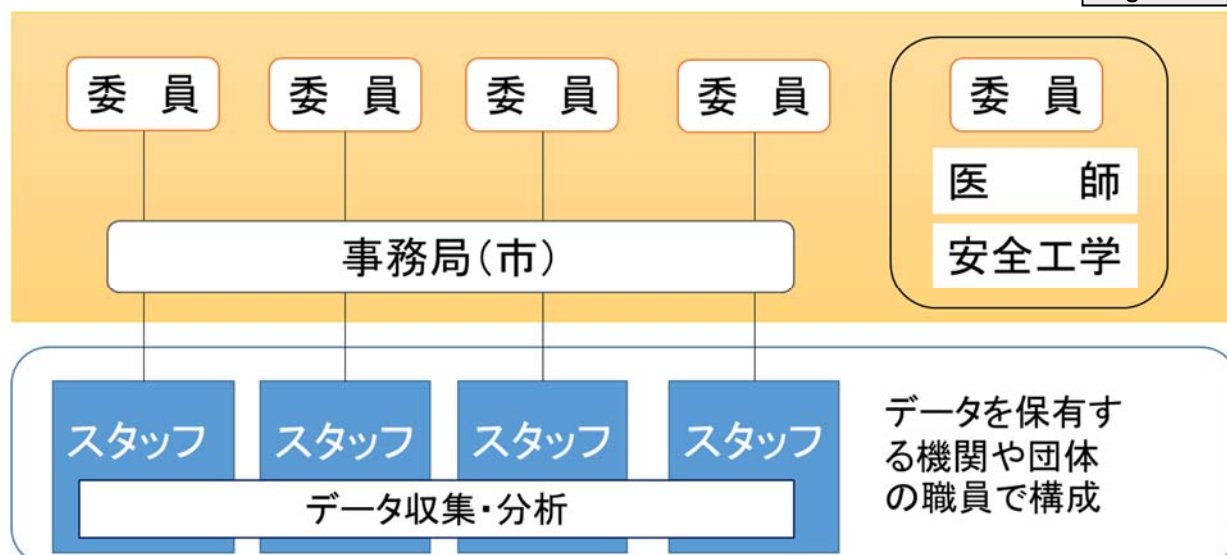 委員 委員 委員 委員 委員
医師
事務局(市)
安全工学
スタッフ スタッフ スタッフ スタッフ
データ収集・分析
データを保有す
る機関や団体
の職員で構成